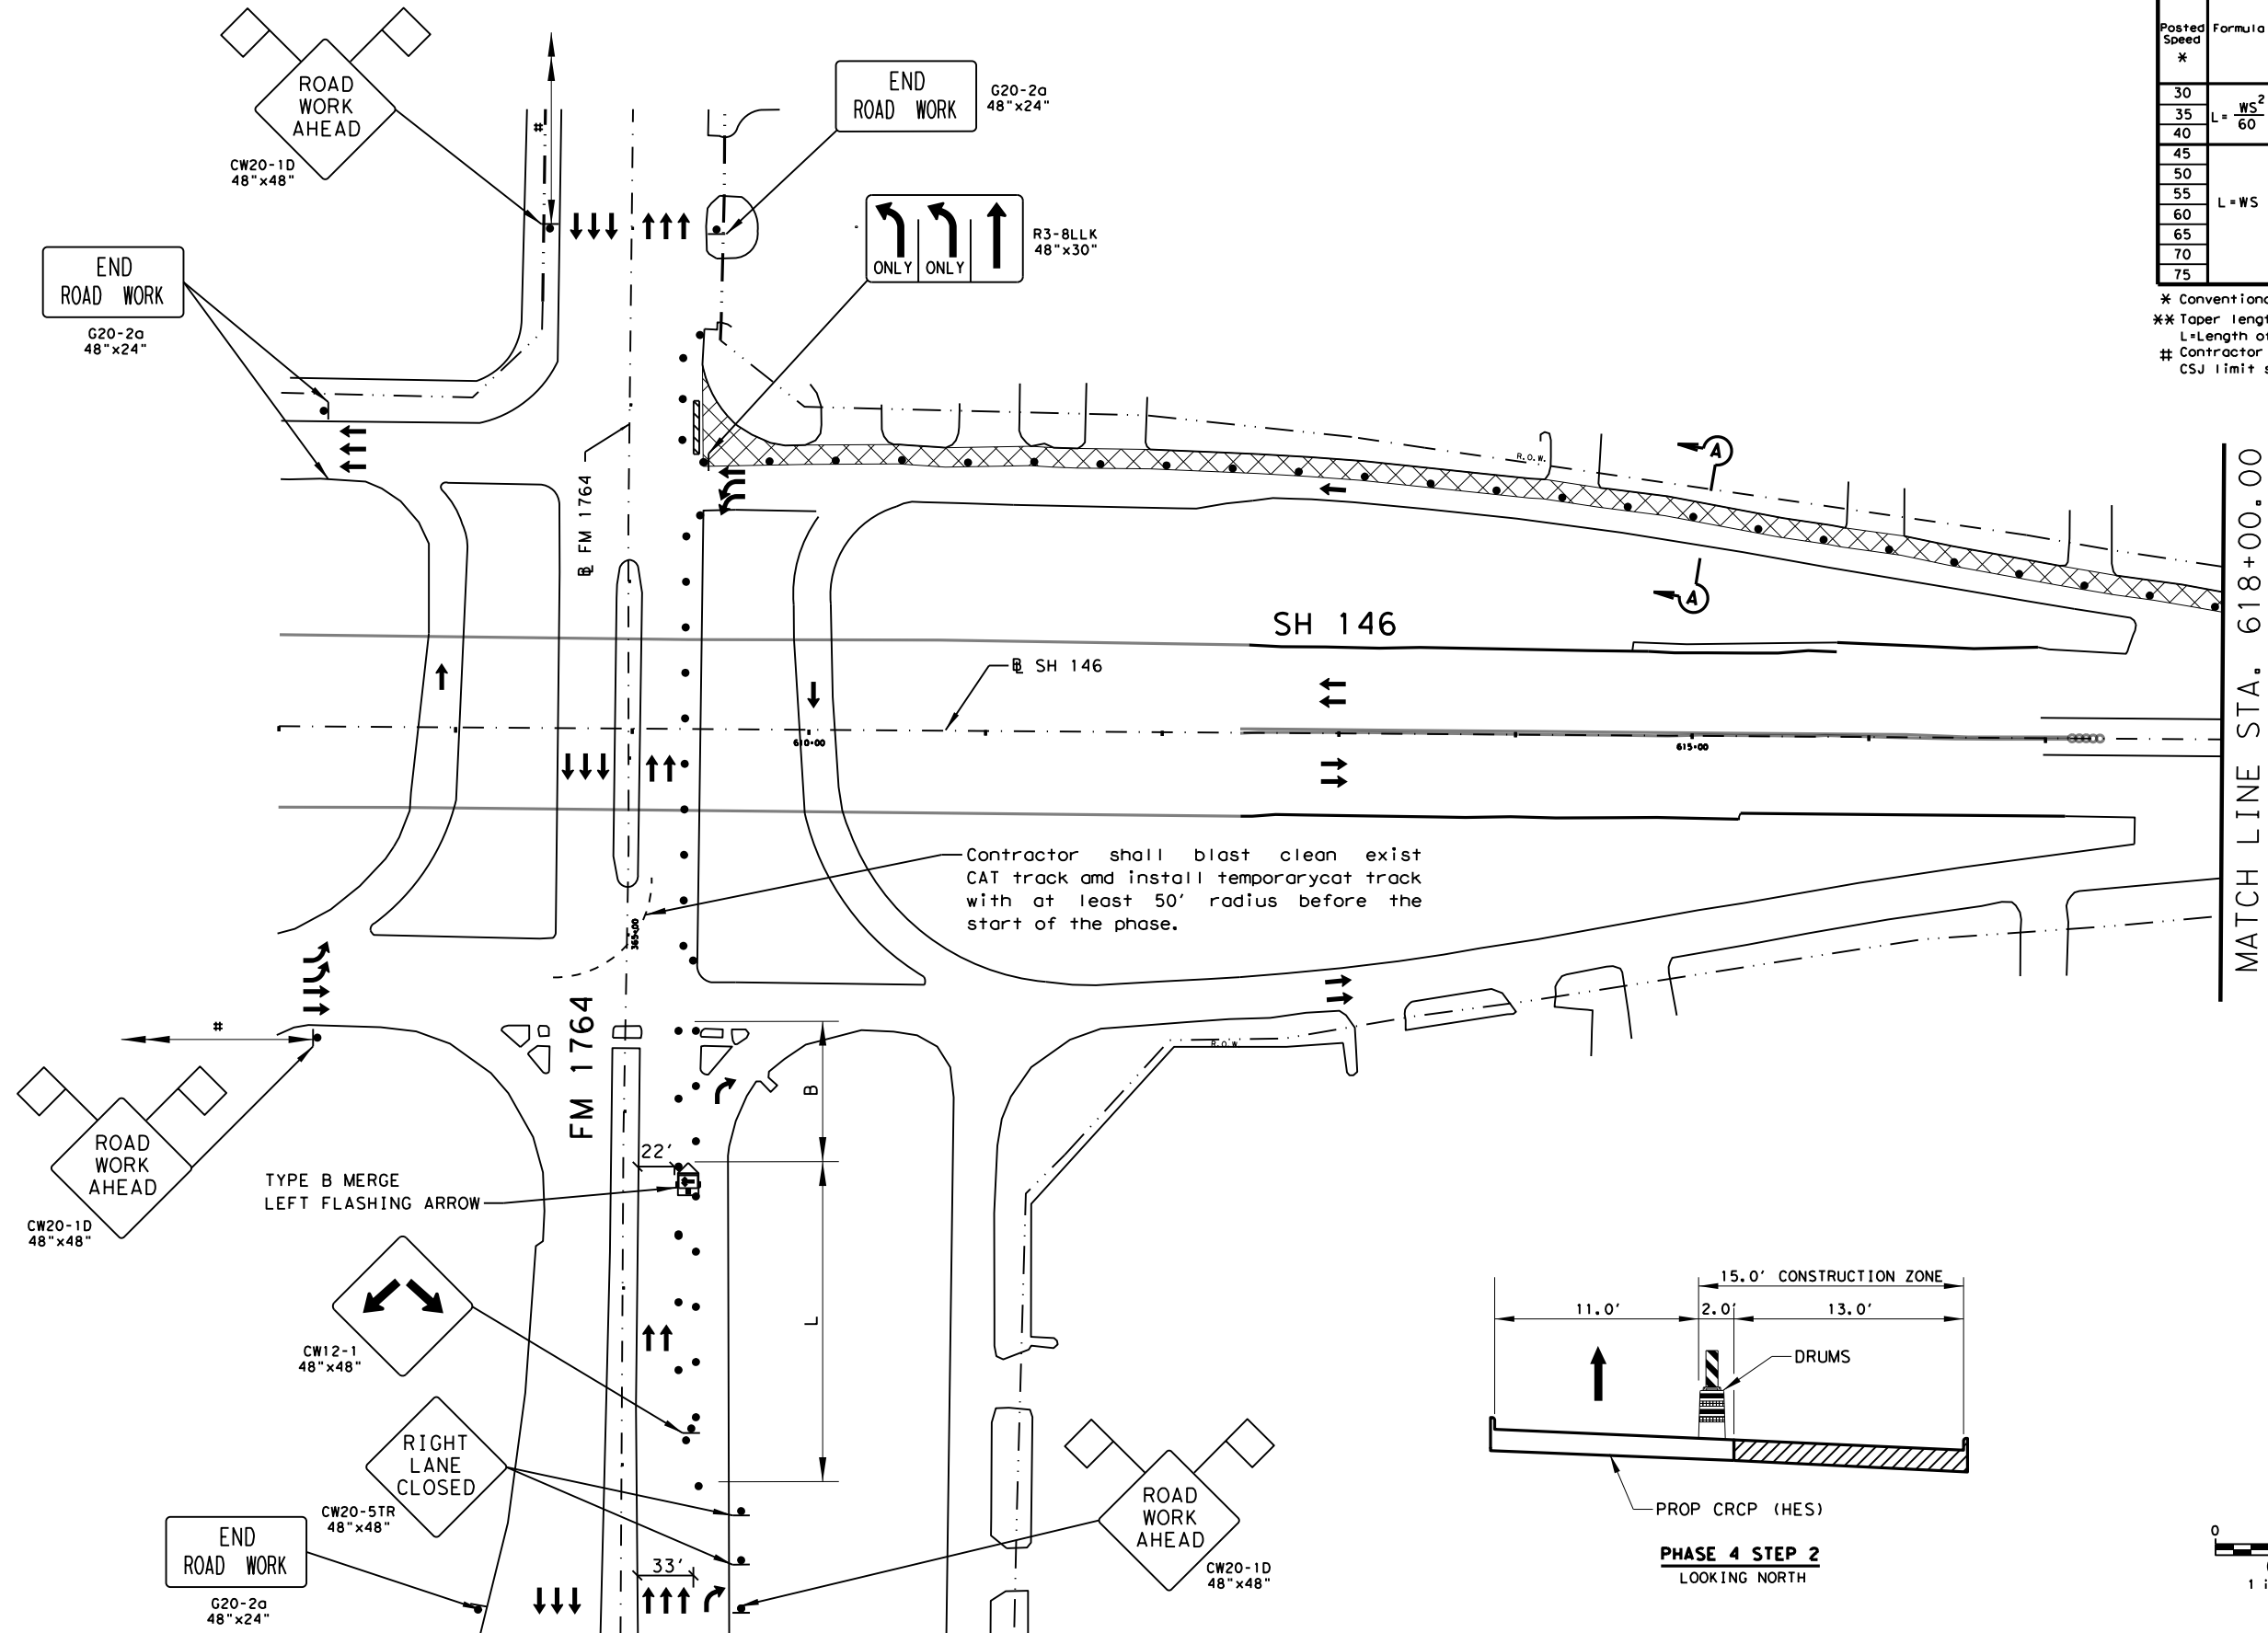 ROAD
WORK
AHEAD
CW20-1D
48"x48"
#
END
ROAD WORK
G20-2a
48"x24"
ONLY
ONLY
R3-8LLK
48"x30"
END
ROAD WORK
G20-2a
48"x24"
Posted
Speed
*
Formula
30
35
40
L= WS²
60
45
50
55
60
65
70
75
L=WS
* 
** Taper
L=Length
# Contractor
CSJ limit
℄ FM 1764
R.O.W.
A
A
SH 146
℄ SH 146
610+00
615+00
MATCH LINE STA. 618+00.00
Contractor shall blast clean exist
CAT track amd install temporarycat track
with at least 50' radius before the
start of the phase.
365+00
FM 1764
#
R.O.W.
B
ROAD
WORK
AHEAD
CW20-1D
48"x48"
22'
TYPE B MERGE
LEFT FLASHING ARROW
L
CW12-1
48"x48"
RIGHT
LANE
CLOSED
CW20-5TR
48"x48"
END
ROAD WORK
G20-2a
48"x24"
33'
ROAD
WORK
AHEAD
CW20-1D
48"x48"
15.0' CONSTRUCTION ZONE
11.0'
2.0'
13.0'
DRUMS
PROP CRCP (HES)
PHASE 4 STEP 2
LOOKING NORTH
0
1